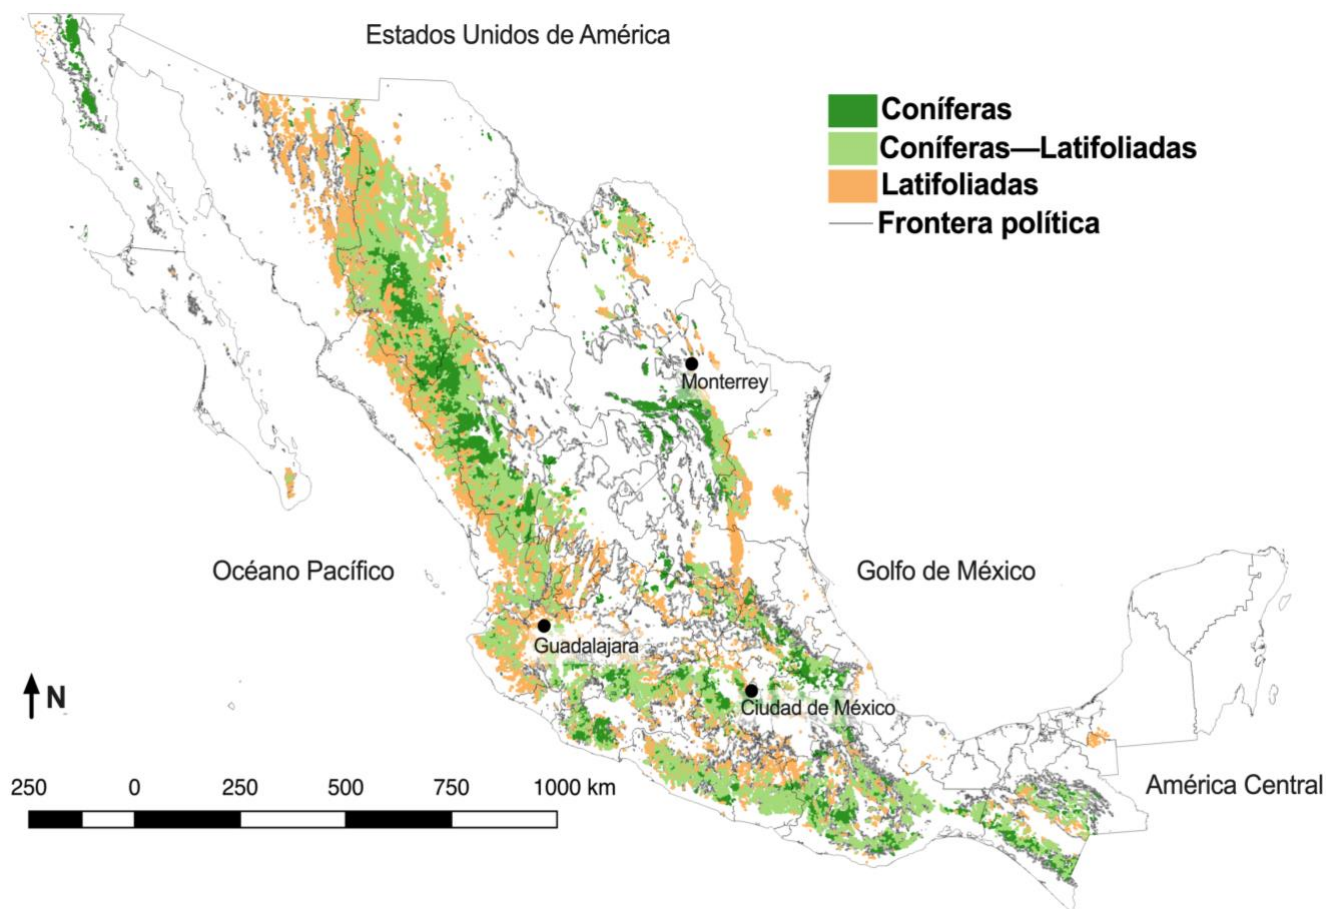 Estados Unidos de América
Coníferas
Coníferas—Latifoliadas
Latifoliadas
Frontera política
Monterrey
Océano Pacífico
Golfo de México
Guadalajara
N
Ciudad de México
América Central
250 0 250 500 750 1000 km